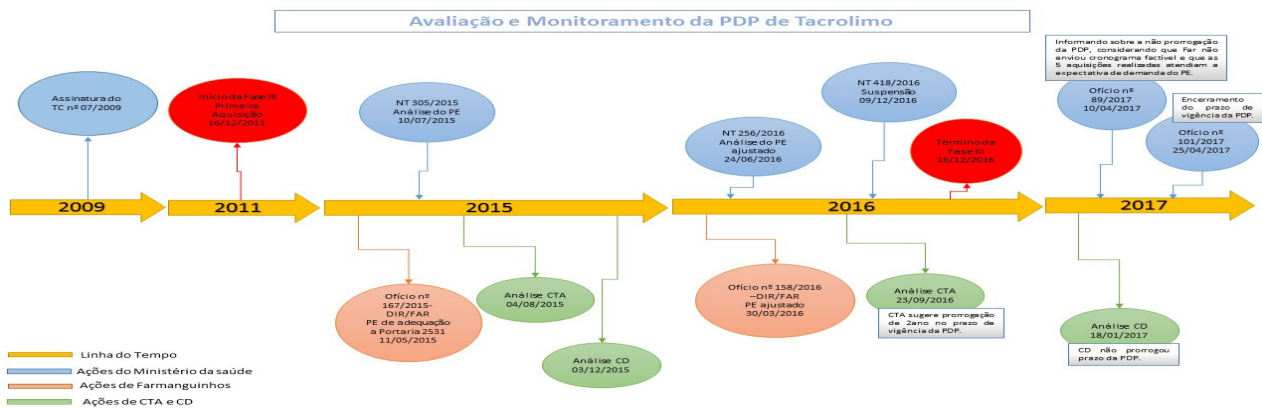 Avaliação e Monitoramento da PDP de Tacrolimo
Assinatura do
TC nº 07/2009
Início da Fase III
Primeira
Aquisição
16/12/2011
NT 305/2015
Análise do PE
10/07/2015
NT 256/2016
Análise do PE
ajustado
24/06/2016
NT 418/2016
Suspensão
09/12/2016
Término da
Fase III
16/12/2016
Informando sobre a não prorrogação
da PDP, considerando que Far não
enviou cronograma factível e que as
5 aquisições realizadas atendiam a
expectativa de demanda do PE.
Ofício nº
89/2017
10/04/2017
Encerramento
do prazo de
vigência da PDP.
Ofício nº
101/2017
25/04/2017
2009
2011
2015
2016
2017
Ofício nº
167/2015-
DIR/FAR
PE de adequação
a Portaria 2531
11/05/2015
Análise CTA
04/08/2015
Análise CD
03/12/2015
Ofício nº 158/2016
–DIR/FAR
PE ajustado
30/03/2016
Análise CTA
23/09/2016
CTA sugere prorrogação
de 2ano no prazo de
vigência da PDP.
Análise CD
18/01/2017
CD não prorrogou
prazo da PDP.
Linha do Tempo
Ações do Ministério da saúde
Ações de Farmanguinhos
Ações de CTA e CD